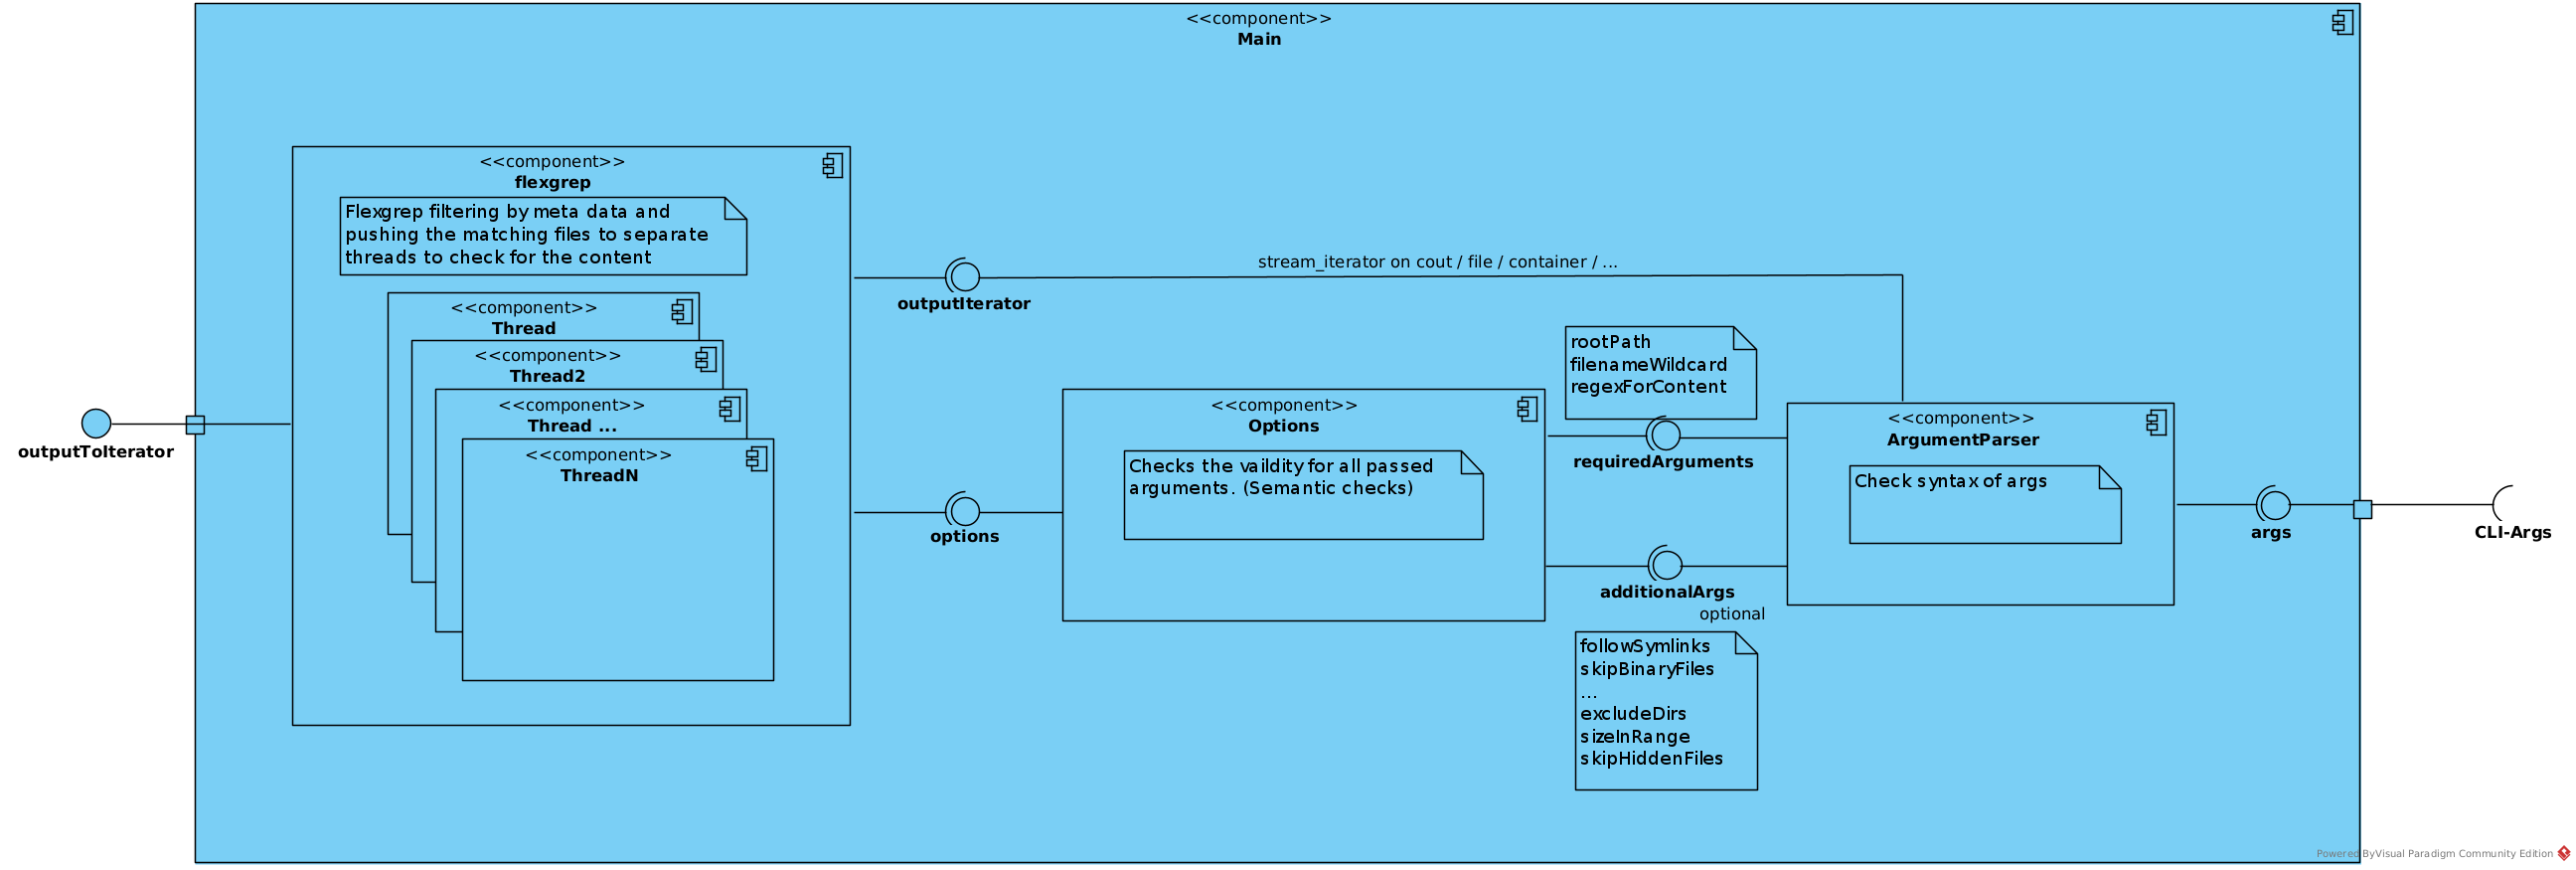 <<component>>
Main
<<component>>
flexgrep
Flexgrep filtering by meta data and
pushing the matching files to separate
threads to check for the content
<<component>>
Thread
<<component>>
Thread2
<<component>>
Thread ...
<<component>>
ThreadN
outputToIterator
outputIterator
stream_iterator on cout / file / container / ...
options
<<component>>
Options
Checks the vaildity for all passed
arguments. (Semantic checks)
rootPath
filenameWildcard
regexForContent
requiredArguments
additionalArgs
optional
followSymlinks
skipBinaryFiles
...
excludeDirs
sizeInRange
skipHiddenFiles
<<component>>
ArgumentParser
Check syntax of args
args
CLI-Args
Powered ByVisual Paradigm Community Edition